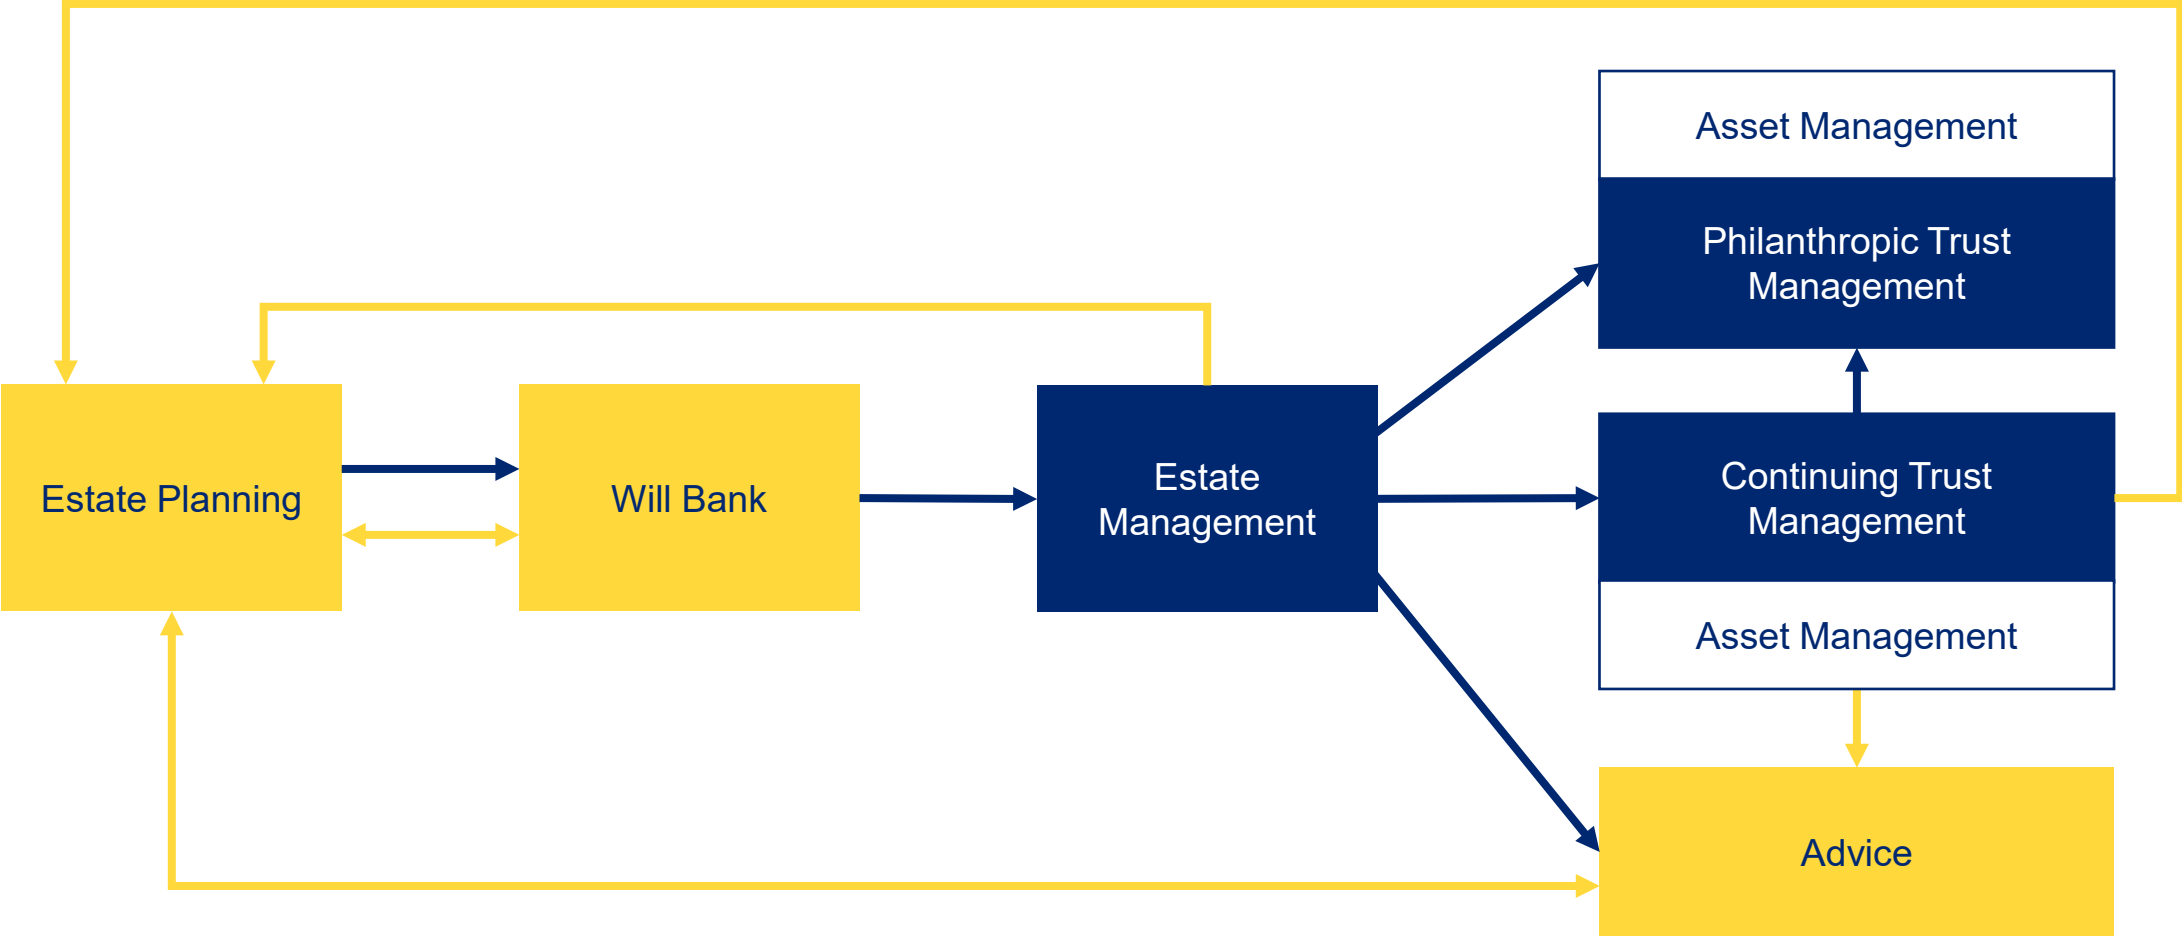 Asset Management
Philanthropic Trust
Management
Estate Planning
Will Bank
Estate
Management
Continuing Trust
Management
Asset Management
Advice